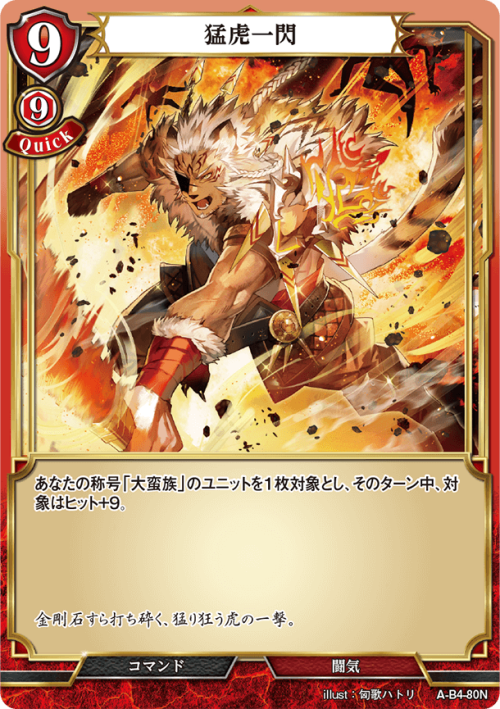 9
猛虎一閃
9
Quick
あなたの称号「大蛮族」のユニットを1枚対象とし、そのターン中、対
象はヒット+9。
金剛石すら打ち砕く、猛り狂う虎の一撃。
コマンド
闘気
illust：匈歌ハトリ
A-B4-80N